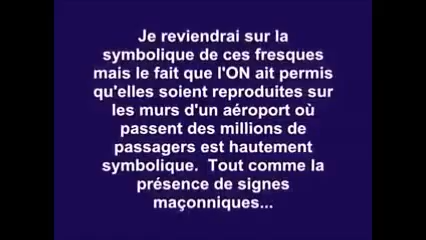 Je reviendrai sur la
symbolique de ces fresques
mais le fait que l'ON ait permis
qu'elles soient reproduites sur
les murs d'un aéroport où
passent des millions de
passagers est hautement
symbolique.  Tout comme la
présence de signes
maçonniques...